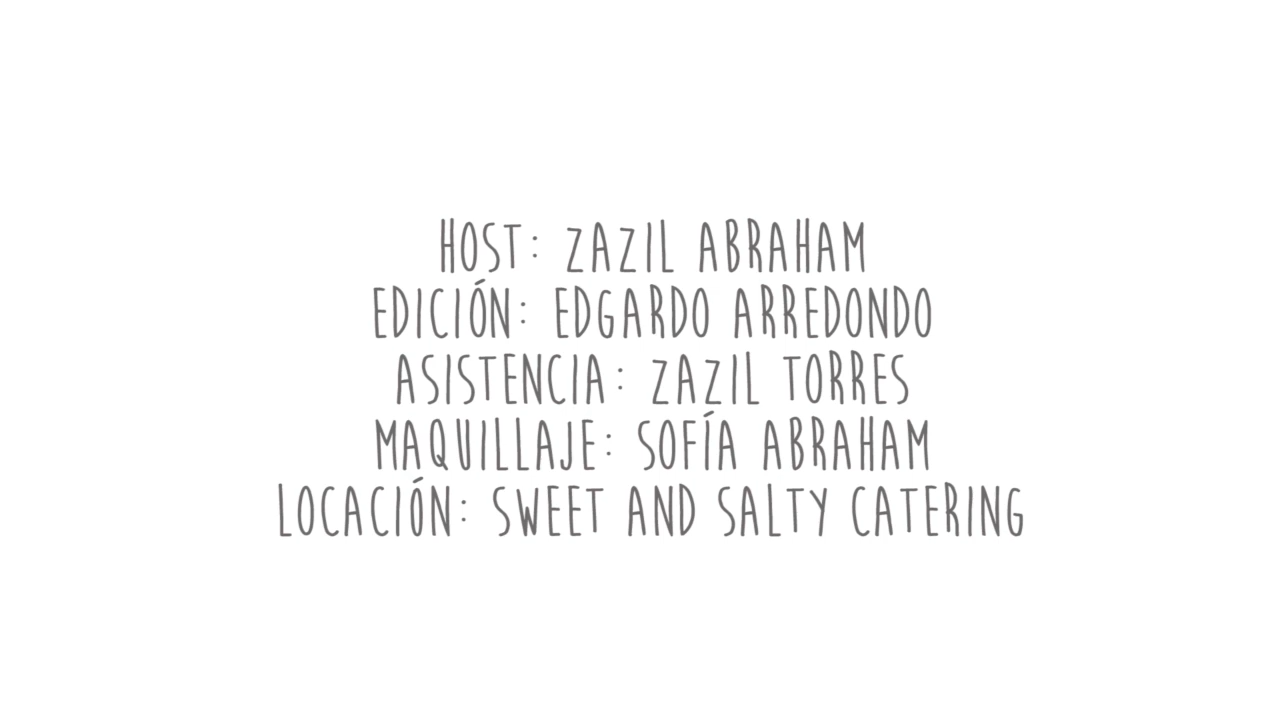 HOST: ZAZIL ABRAHAM
EDICIÓN: EDGARDO ARREDONDO
ASISTENCIA: ZAZIL TORRES
MAQUILLAJE: SOFÍA ABRAHAM
LOCACIÓN: SWEET AND SALTY CATERING